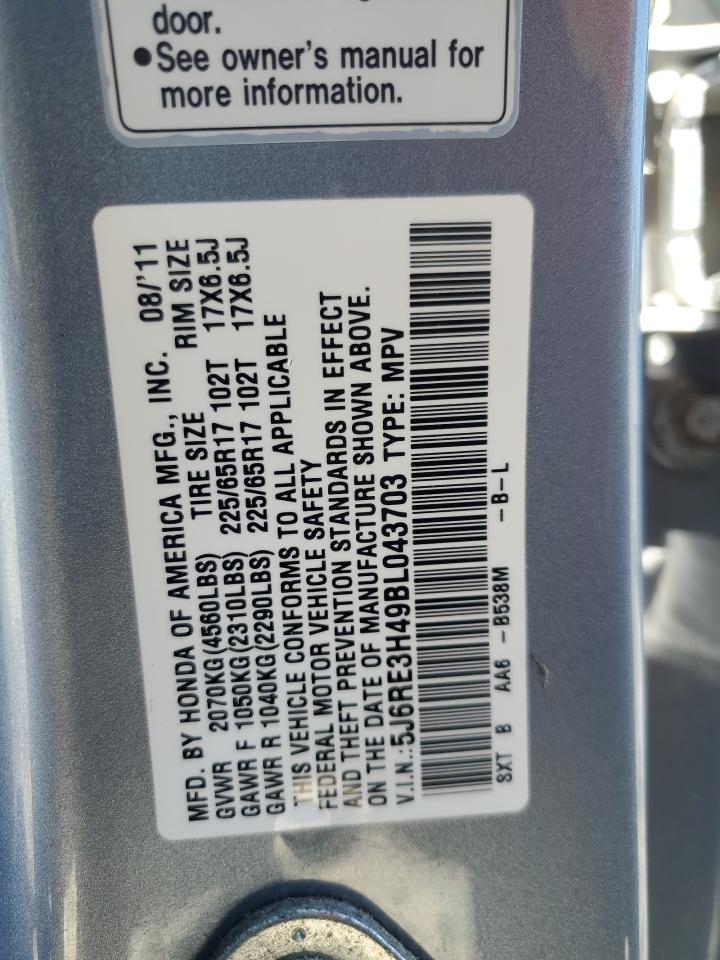 door.
•See owner's manual for
more information.
MFD. BY HONDA OF AMERICA MFG., INC. 08/'11
GVWR 2070KG(4560LBS) TIRE SIZE RIM SIZE
GAWR F 1050KG(2310LBS) 225/65R17 102T 17X6.5J
GAWR R 1040KG(2290LBS) 225/65R17 102T 17X6.5J
THIS VEHICLE CONFORMS TO ALL APPLICABLE
FEDERAL MOTOR VEHICLE SAFETY
AND THEFT PREVENTION STANDARDS IN EFFECT
ON THE DATE OF MANUFACTURE SHOWN ABOVE.
V.I.N.:5J6RE3H49BL043703 TYPE: MPV
SXT B AA6 -B538M -B-L